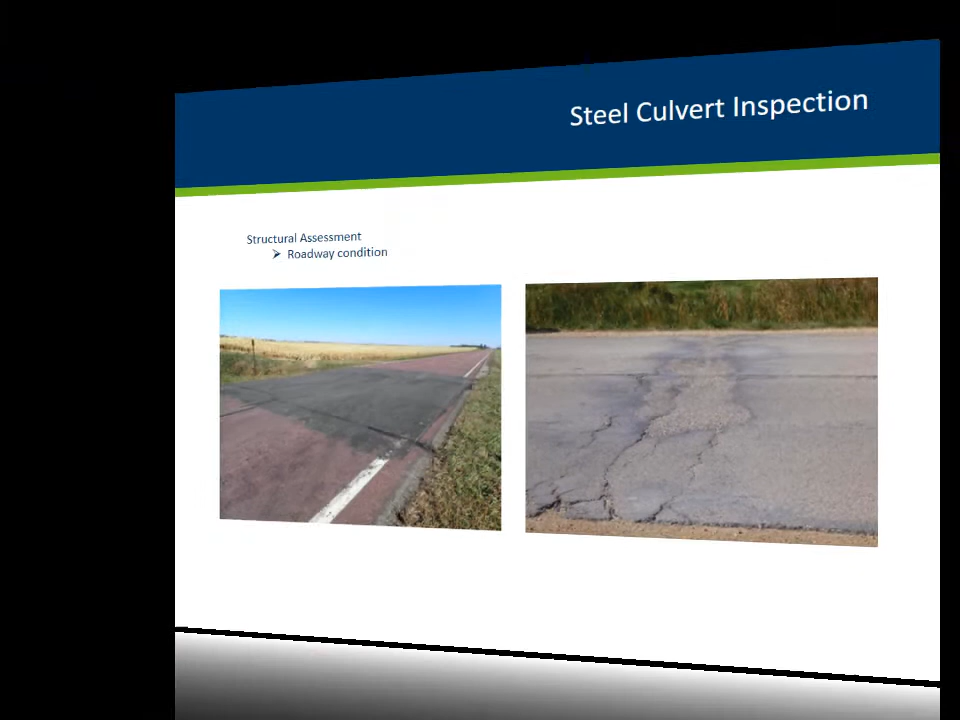 Steel Culvert Inspection
Structural Assessment
➢ Roadway condition